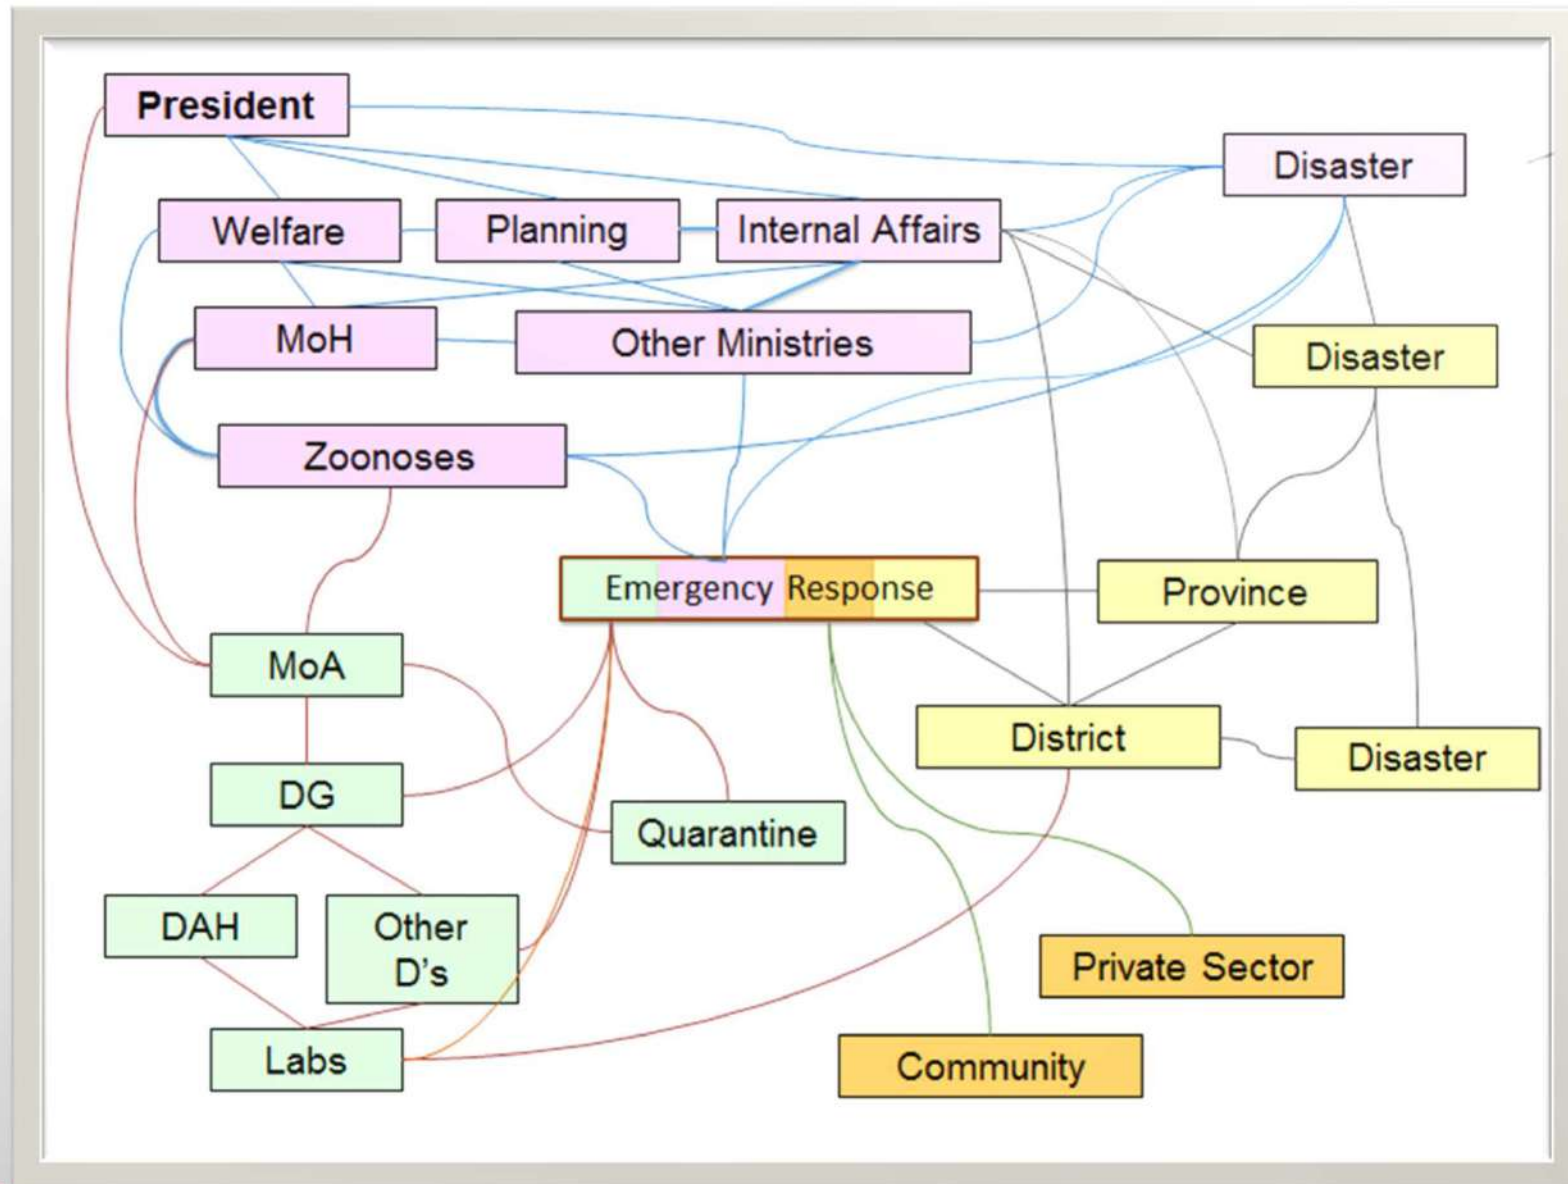 President
Disaster
Welfare
Planning
Internal Affairs
MoH
Other Ministries
Disaster
Zoonoses
Emergency Response
Province
MoA
District
Disaster
DG
Quarantine
DAH
Other
D's
Private Sector
Labs
Community